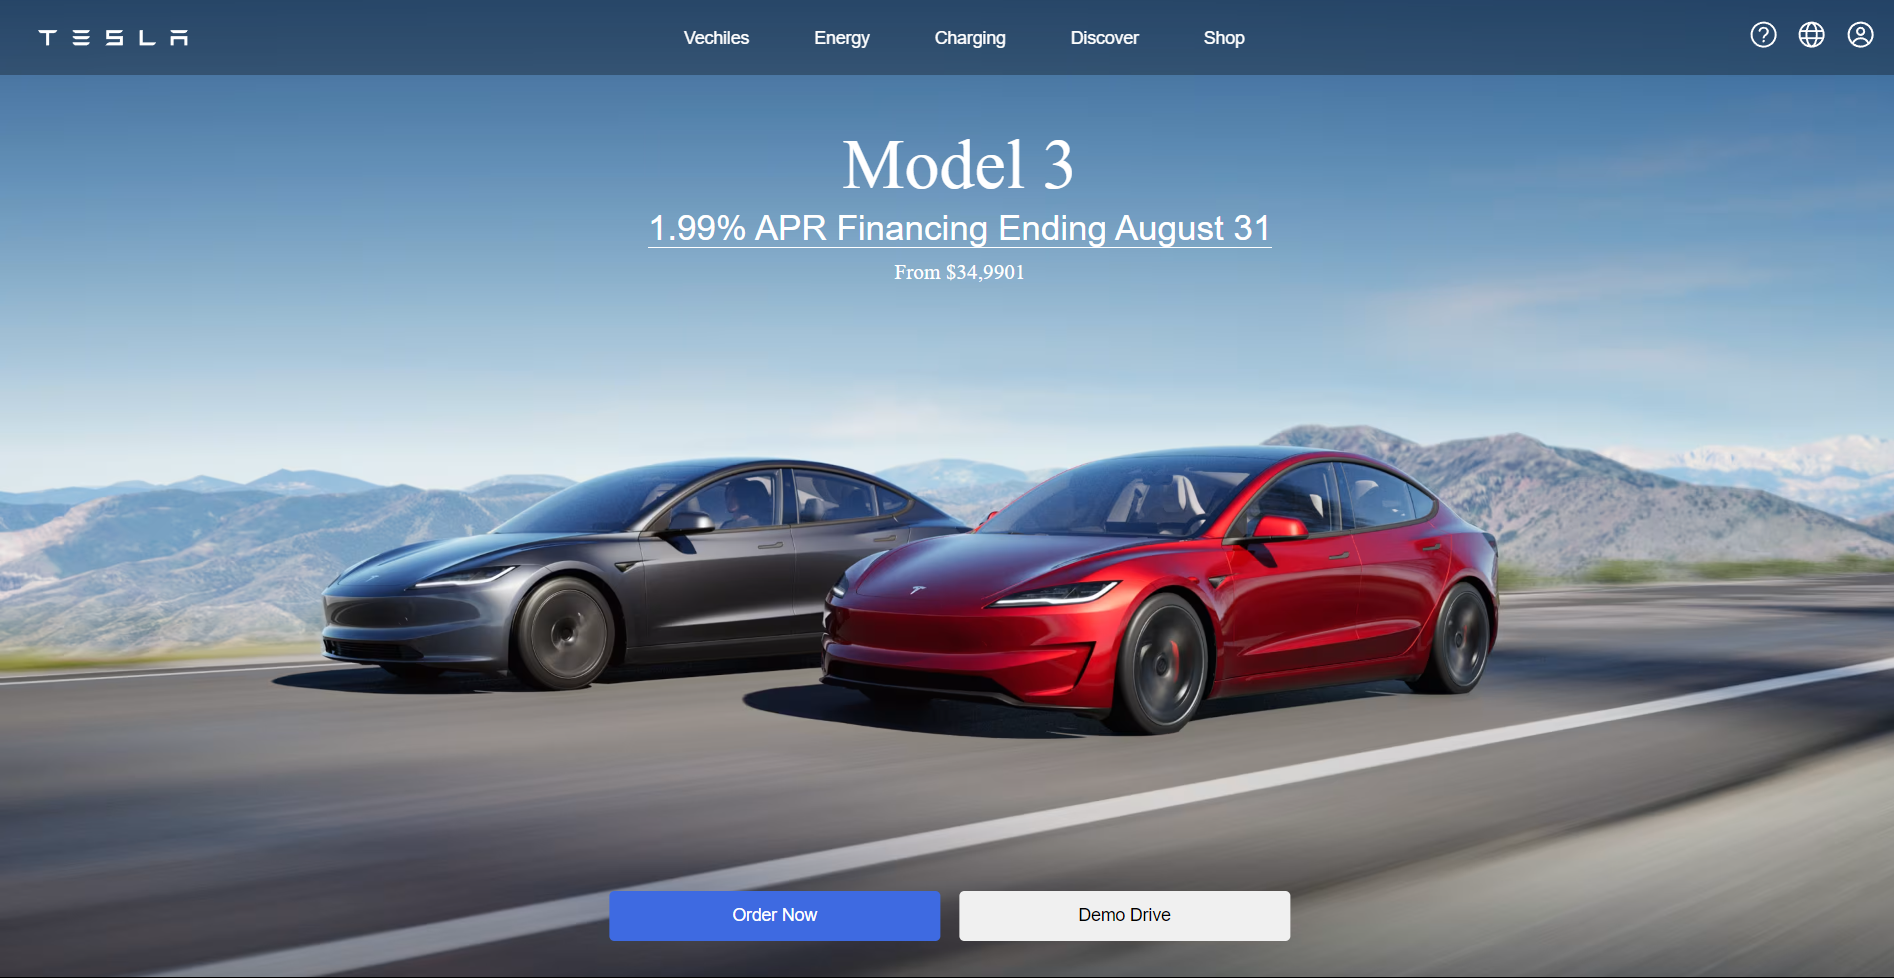 TESLA
Vechiles Energy Charging Discover Shop
Model 3
1.99% APR Financing Ending August 31
From $34,9901
Order Now Demo Drive